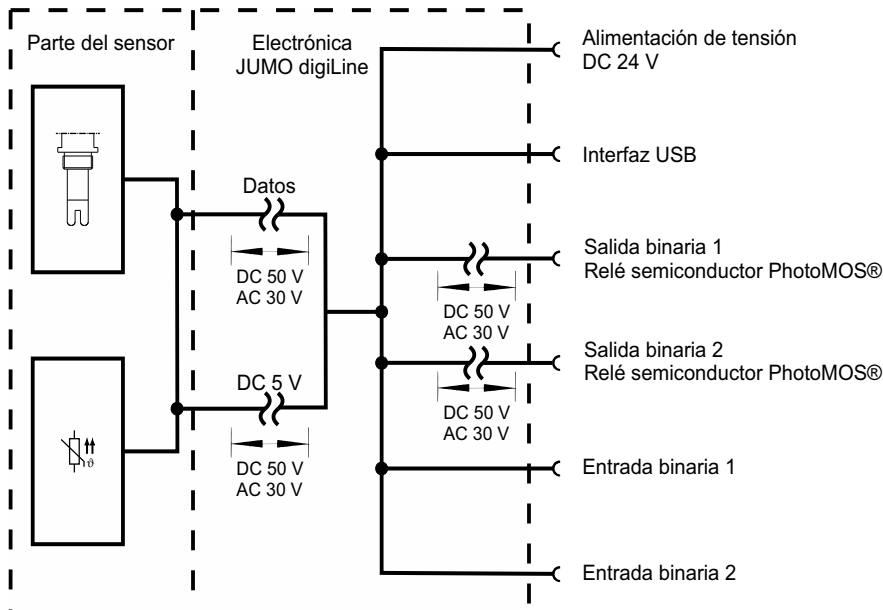 Parte del sensor
Electrónica
JUMO digiLine
Alimentación de tensión
DC 24 V
Interfaz USB
Datos
DC 50 V
AC 30 V
Salida binaria 1
Relé semiconductor PhotoMOS®
DC 50 V
AC 30 V
Salida binaria 2
Relé semiconductor PhotoMOS®
DC 50 V
AC 30 V
DC 5 V
DC 50 V
AC 30 V
ϑ
Entrada binaria 1
Entrada binaria 2